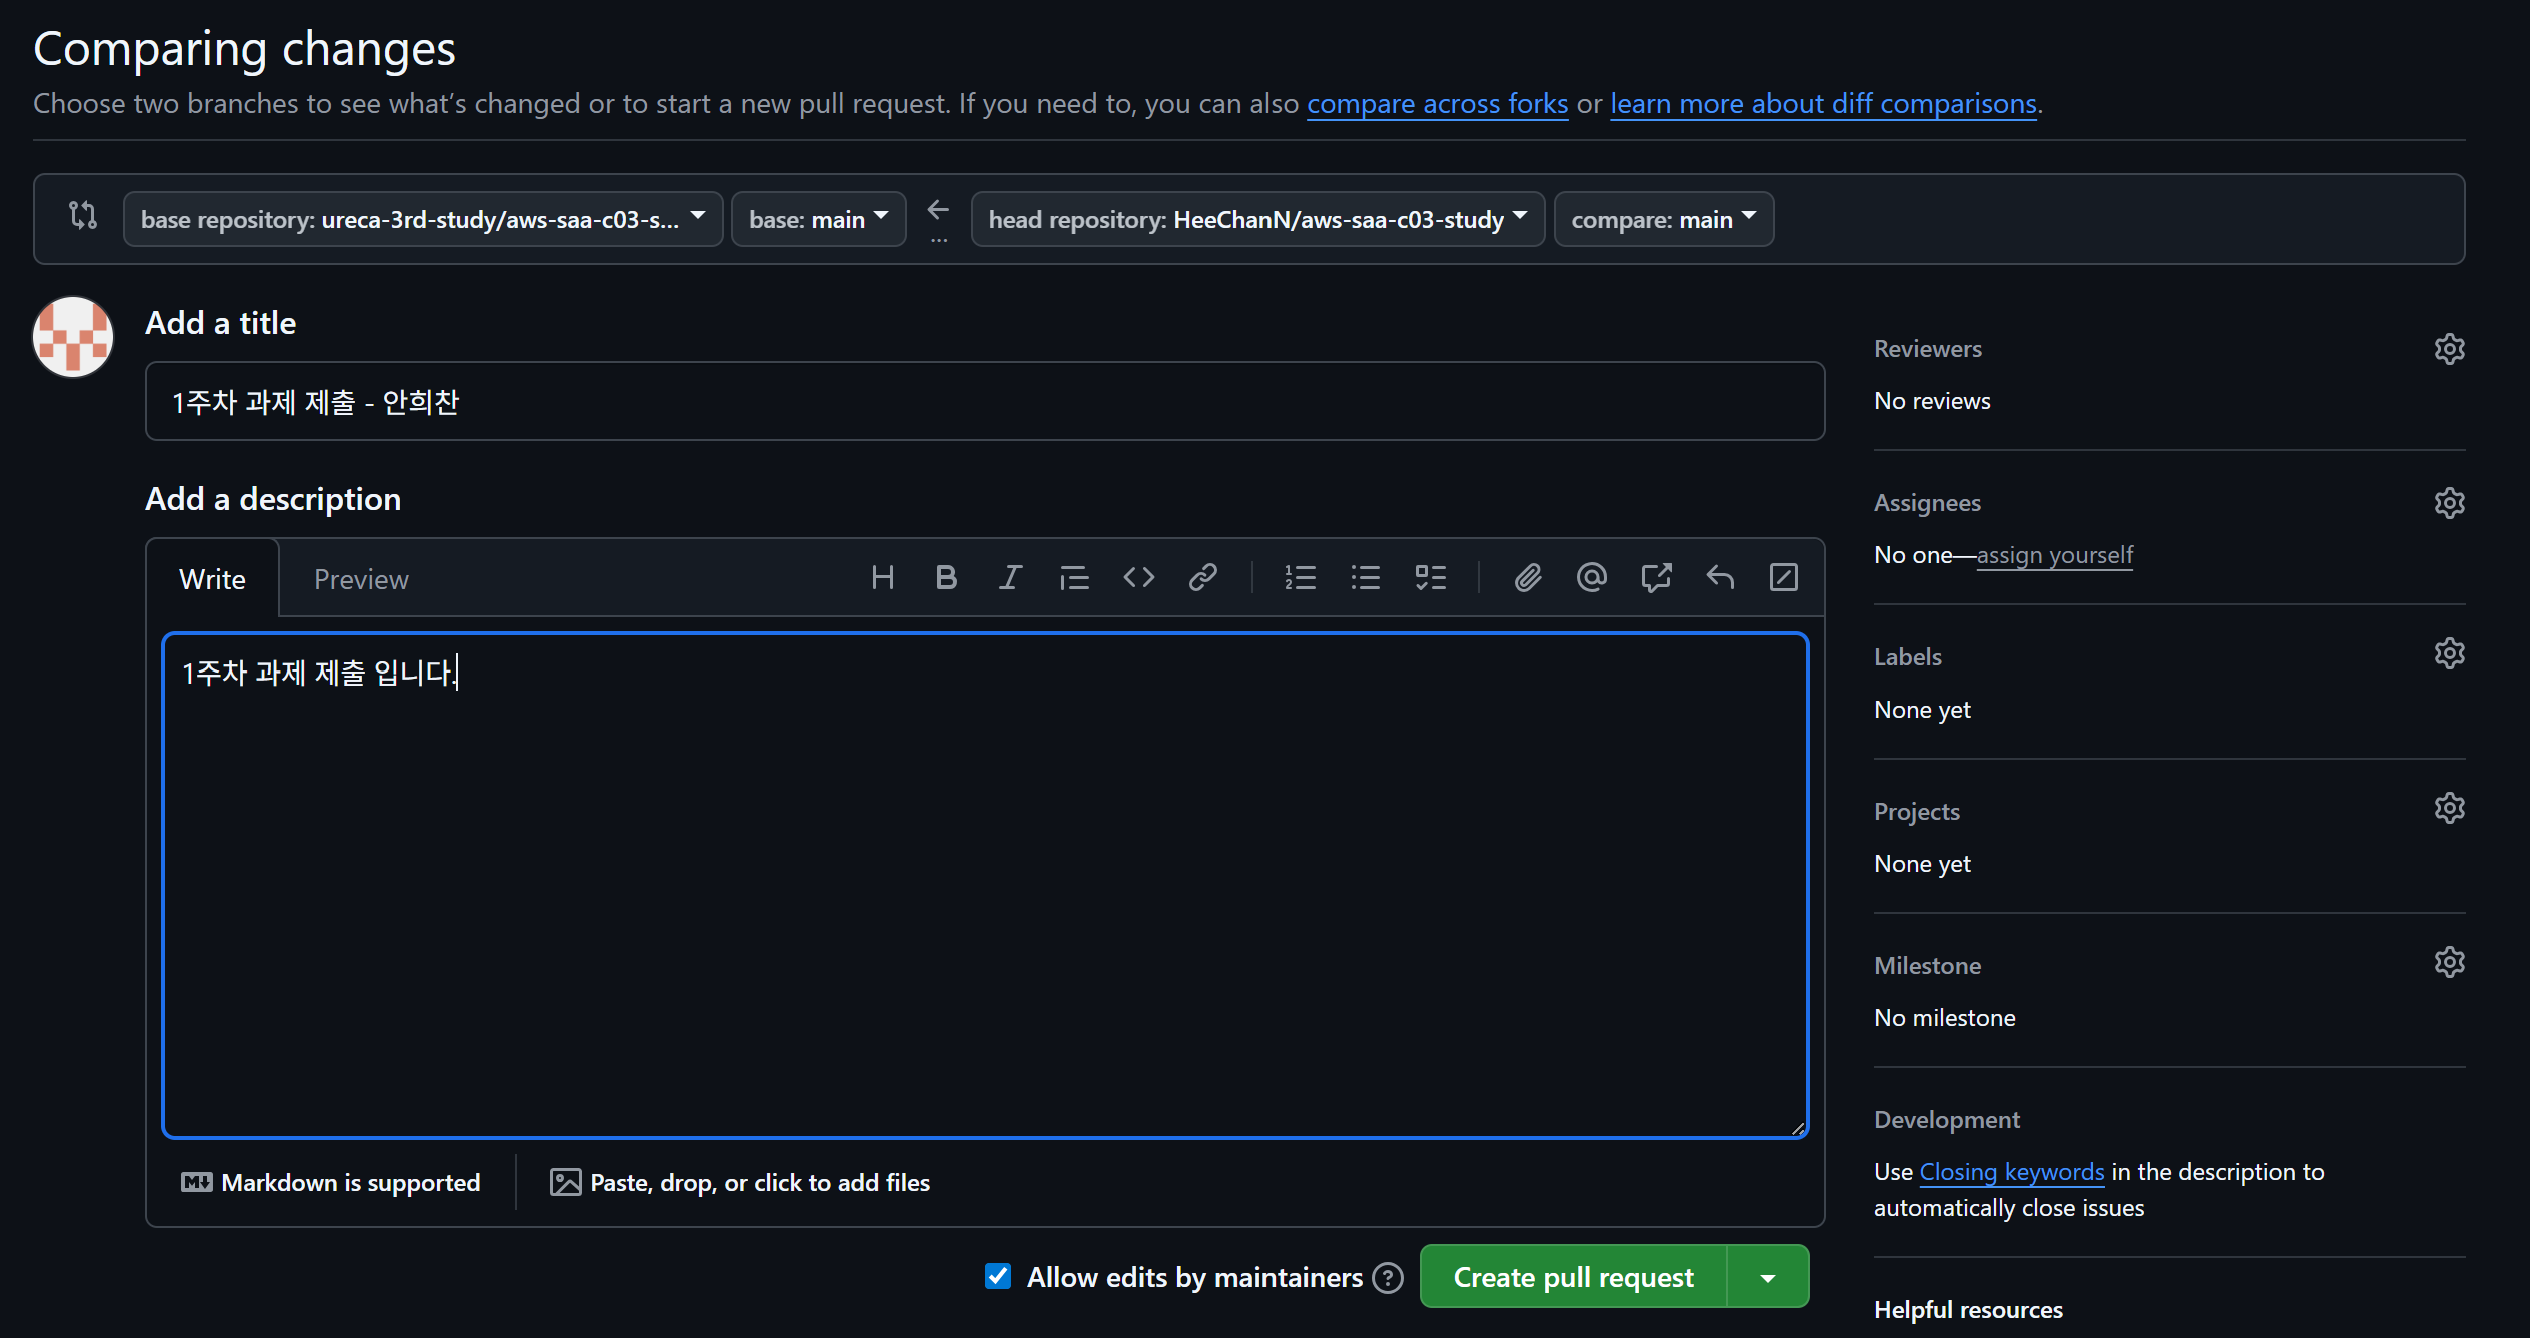 Comparing changes
Choose two branches to see what’s changed or to start a new pull request. If you need to, you can also compare across forks or learn more about diff comparisons.
base repository: ureca-3rd-study/aws-saa-c03-s... base: main ... head repository: HeeChanN/aws-saa-c03-study compare: main
Add a title
1주차 과제 제출 - 안희찬
Add a description
Write Preview
1주차 과제 제출 입니다.
Markdown is supported
Paste, drop, or click to add files
Allow edits by maintainers
Create pull request
Reviewers
No reviews
Assignees
No one—assign yourself
Labels
None yet
Projects
None yet
Milestone
No milestone
Development
Use Closing keywords in the description to
automatically close issues
Helpful resources